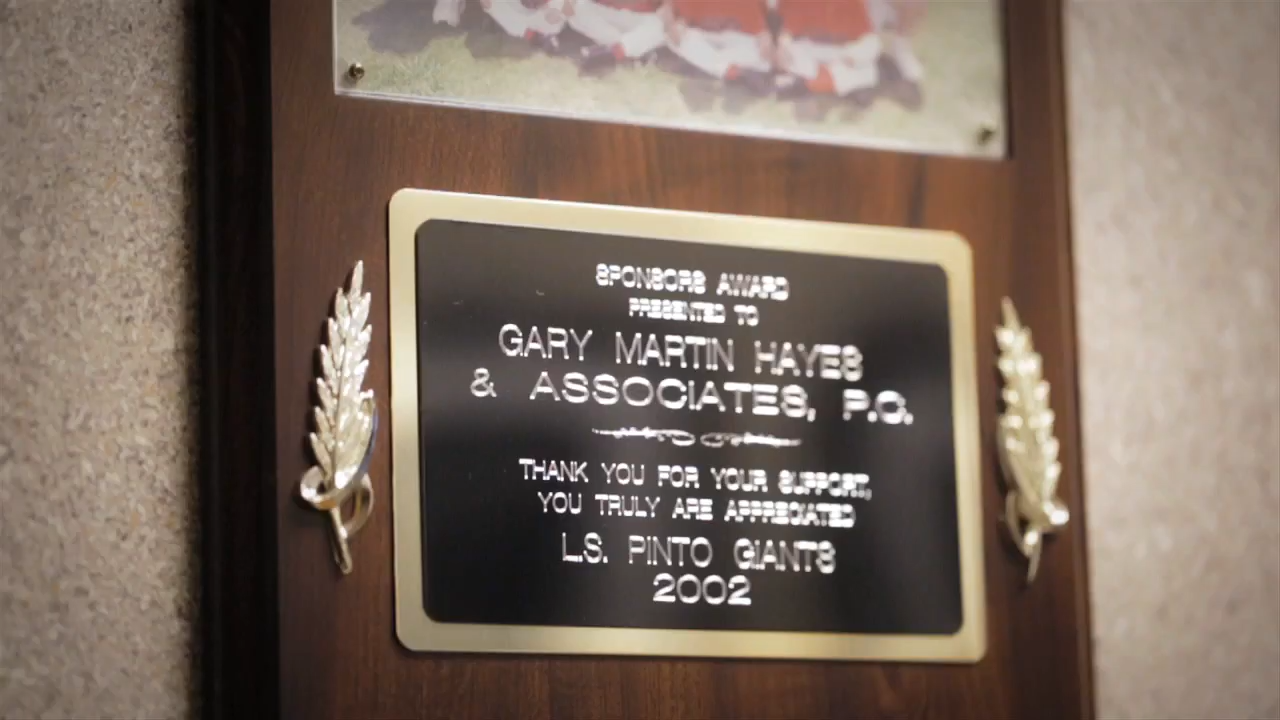 SPONSORS AWARD
PRESENTED TO
GARY MARTIN HAYES
& ASSOCIATES, P.C.
THANK YOU FOR YOUR SUPPORT,
YOU TRULY ARE APPRECIATED
L.S. PINTO GIANTS
2002